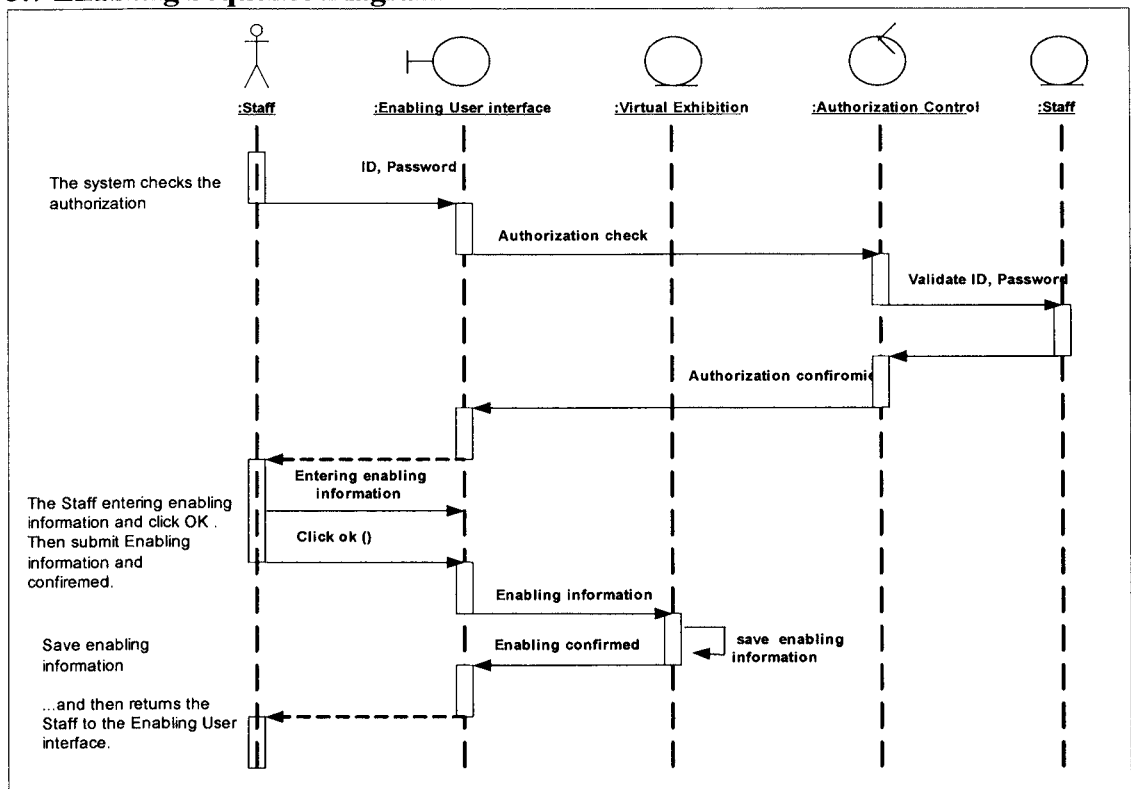 :Staff
:Enabling User interface
:Virtual Exhibition
:Authorization Control
:Staff
ID, Password
The system checks the
authorization
Authorization check
Validate ID, Password
Authorization confiromie
Entering enabling
information
The Staff entering enabling
information and click OK .
Then submit Enabling
information and
confiremed.
Click ok ()
Enabling information
Save enabling
information
Enabling confirmed
save enabling
information
...and then returns the
Staff to the Enabling User
interface.